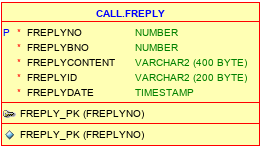 CALL.FREPLY
P * FREPLYNO NUMBER
* FREPLYBNO NUMBER
* FREPLYCONTENT VARCHAR2 (400 BYTE)
* FREPLYID VARCHAR2 (200 BYTE)
* FREPLYDATE TIMESTAMP
FREPLY_PK (FREPLYNO)
FREPLY_PK (FREPLYNO)